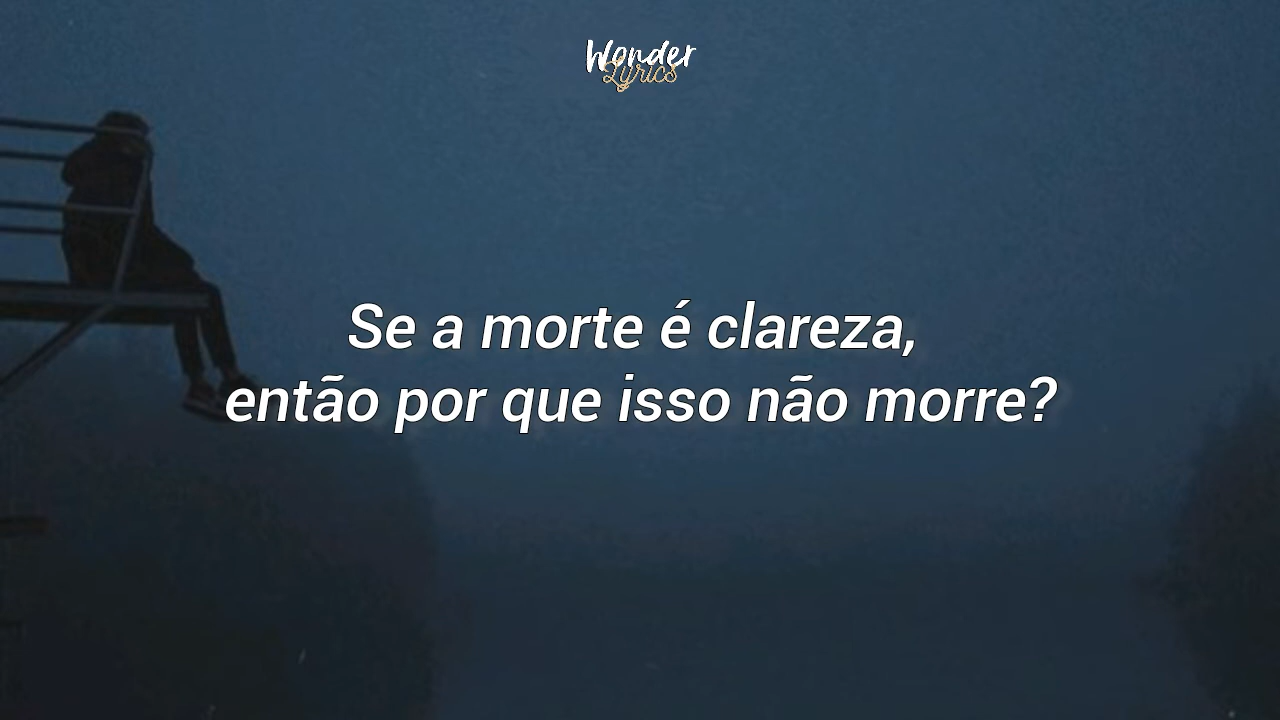 Wonder
Lyrics
Se a morte é clareza,
então por que isso não morre?